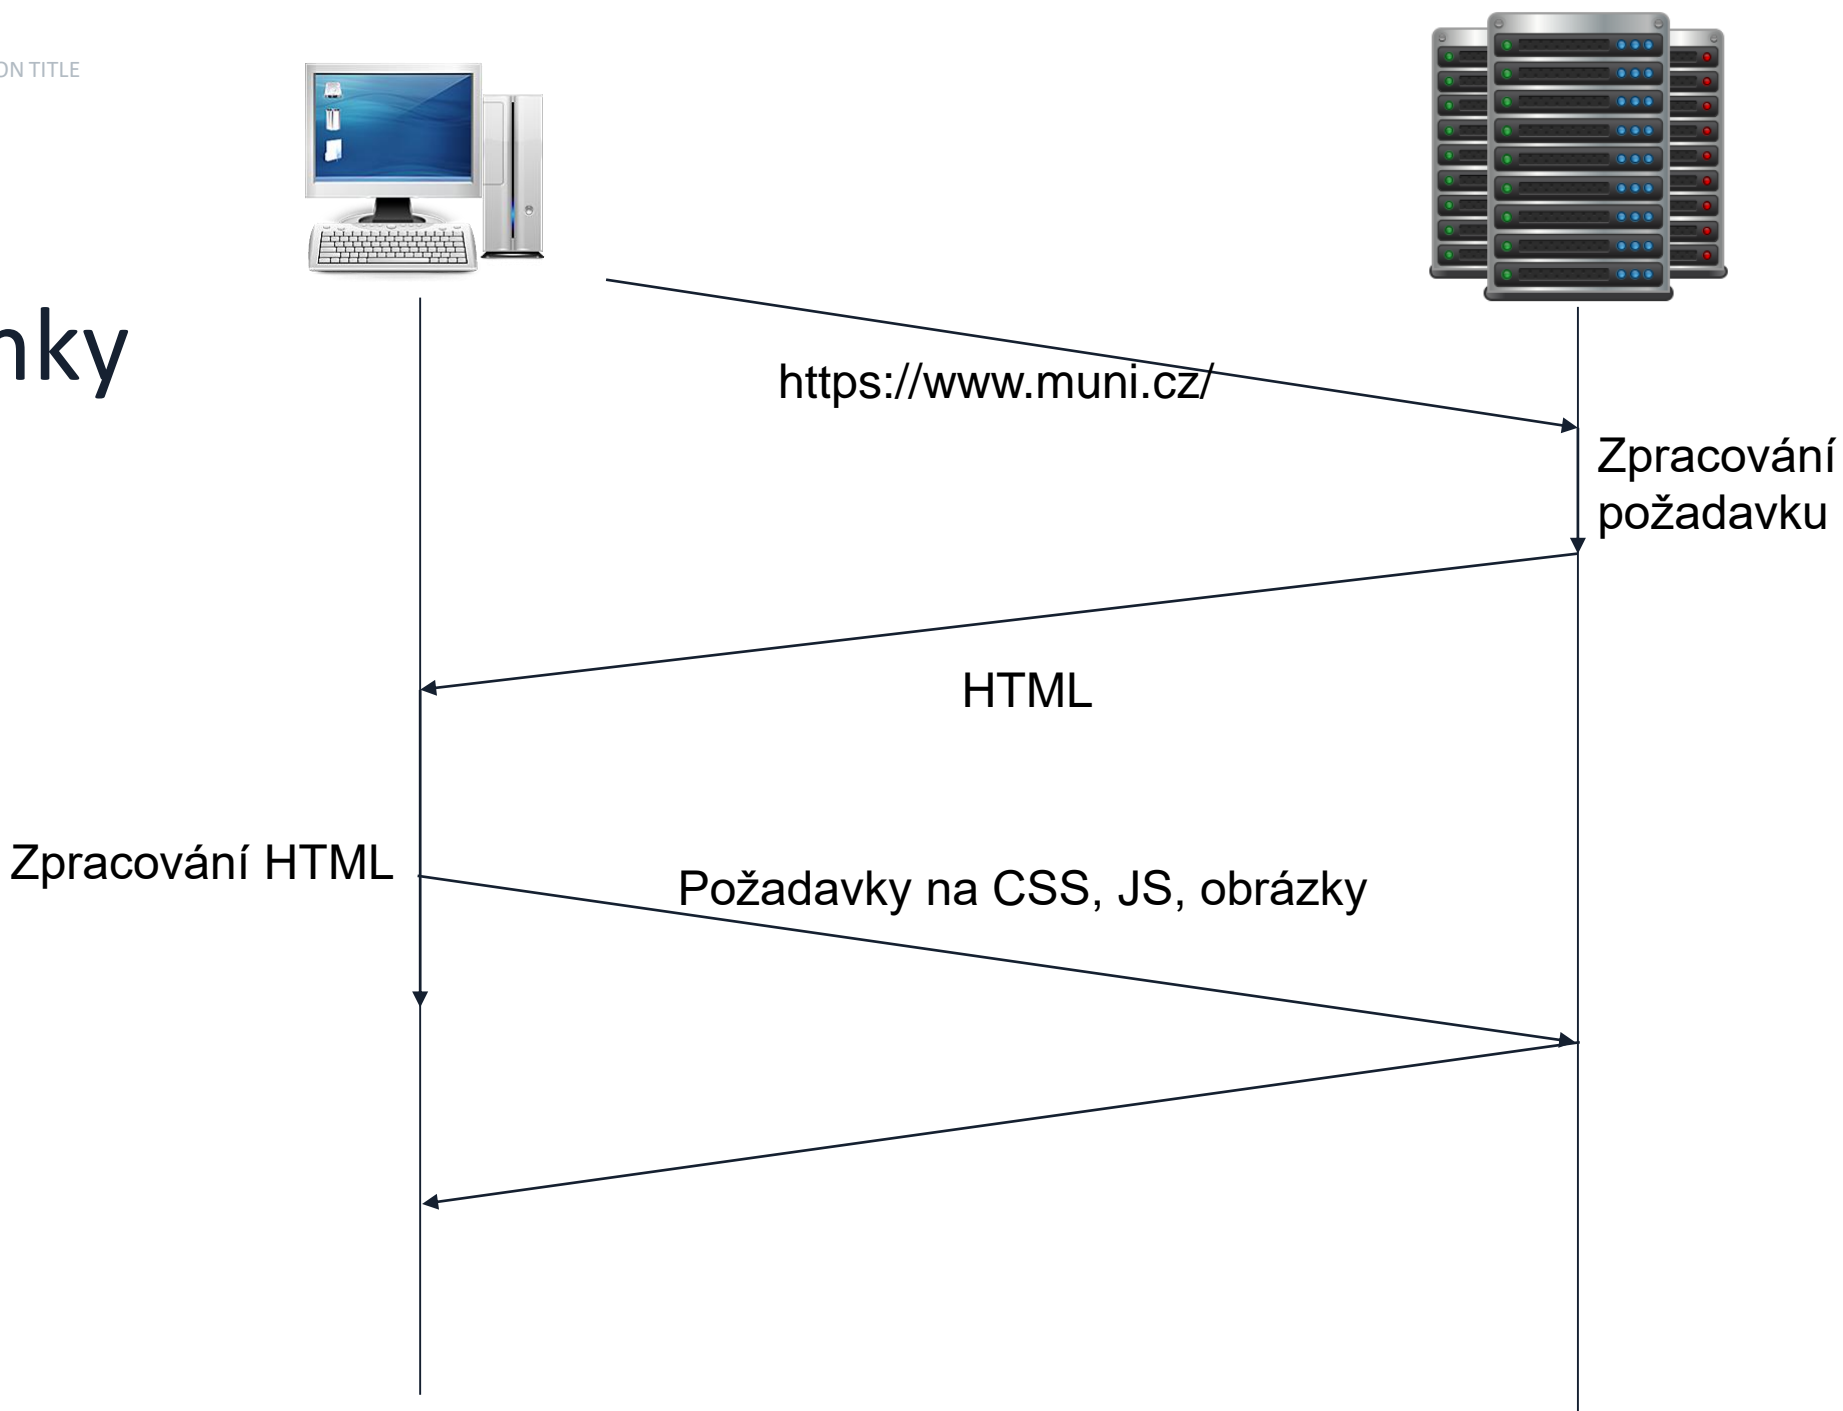 ON TITLE
nky
https://www.muni.cz/
Zpracování
požadavku
HTML
Zpracování HTML
Požadavky na CSS, JS, obrázky